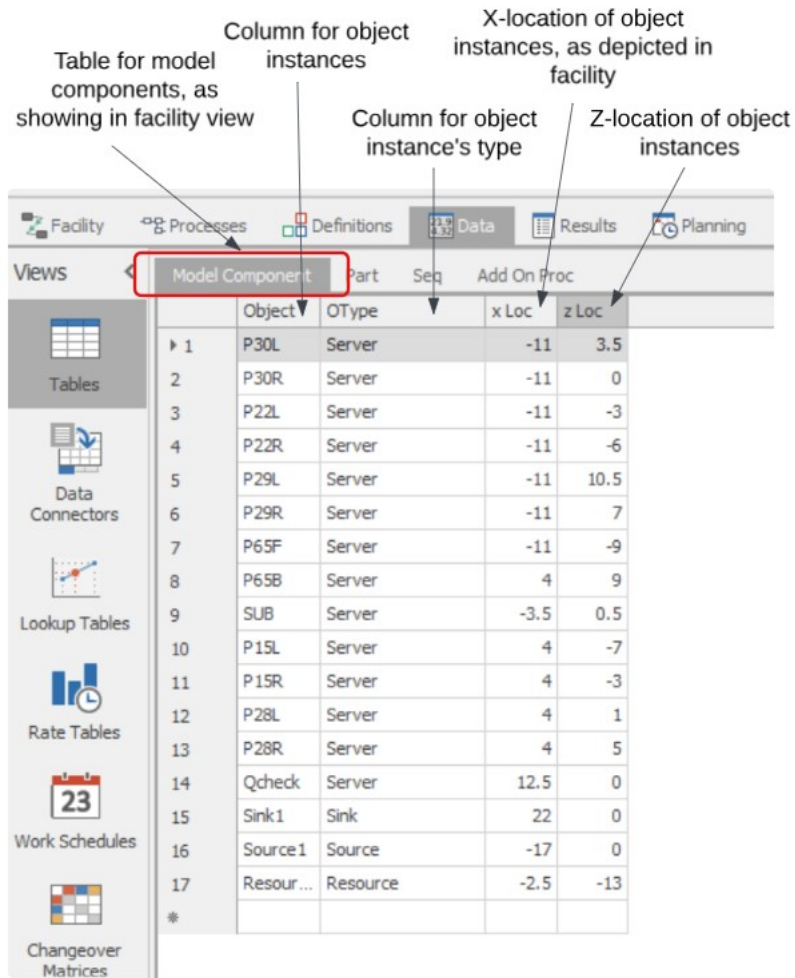 Table for model
components, as
showing in facility view
Column for object
instances
Column for object
instance's type
X-location of object
instances, as depicted in
facility
Z-location of object
instances
Facility Processes Definitions Data Results Planning
Views < Model Component Part Seq Add On Proc
Object OType x Loc z Loc
1 P30L Server -11 3.5
2 P30R Server -11 0
3 P22L Server -11 -3
4 P22R Server -11 -6
5 P29L Server -11 10.5
6 P29R Server -11 7
7 P65F Server -11 -9
8 P65B Server 4 9
9 SUB Server -3.5 0.5
10 P15L Server 4 -7
11 P15R Server 4 -3
12 P28L Server 4 1
13 P28R Server 4 5
14 Qcheck Server 12.5 0
15 Sink1 Sink 22 0
16 Source1 Source -17 0
17 Resour... Resource -2.5 -13
Tables
Data
Connectors
Lookup Tables
Rate Tables
23
Work Schedules
Changeover
Matrices